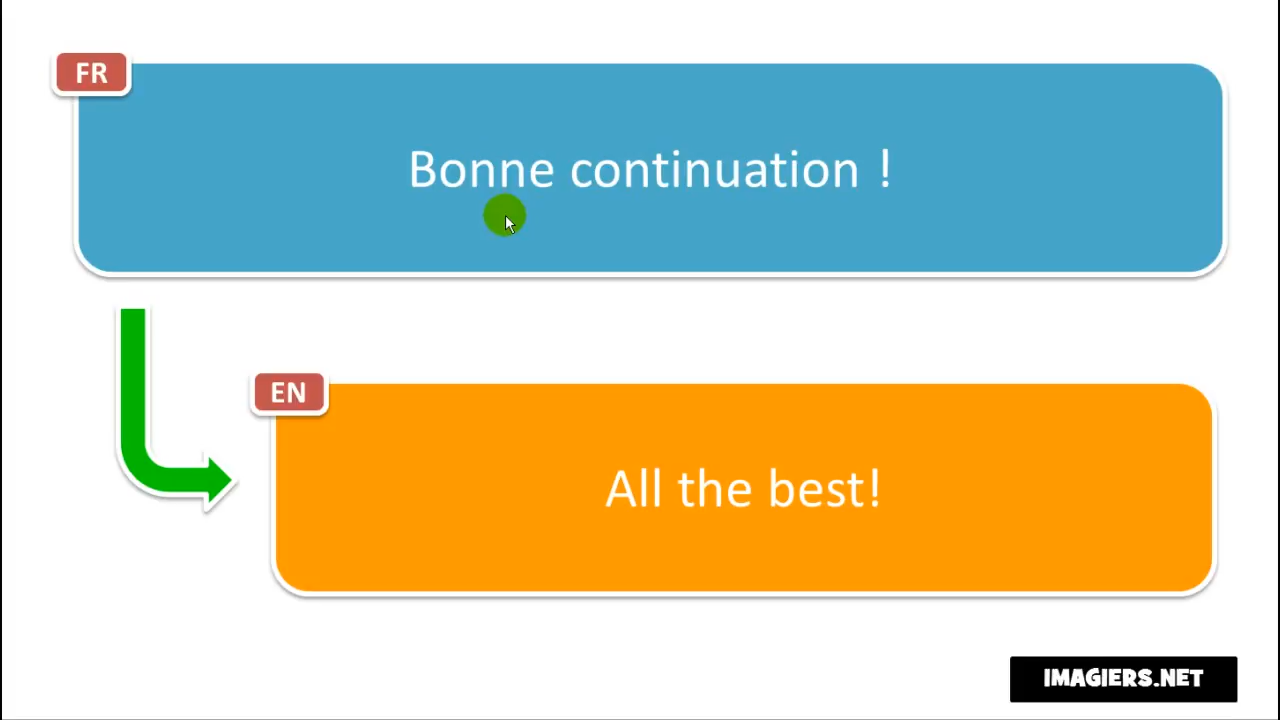 FR
Bonne continuation !
EN
All the best!
IMAGIERS.NET